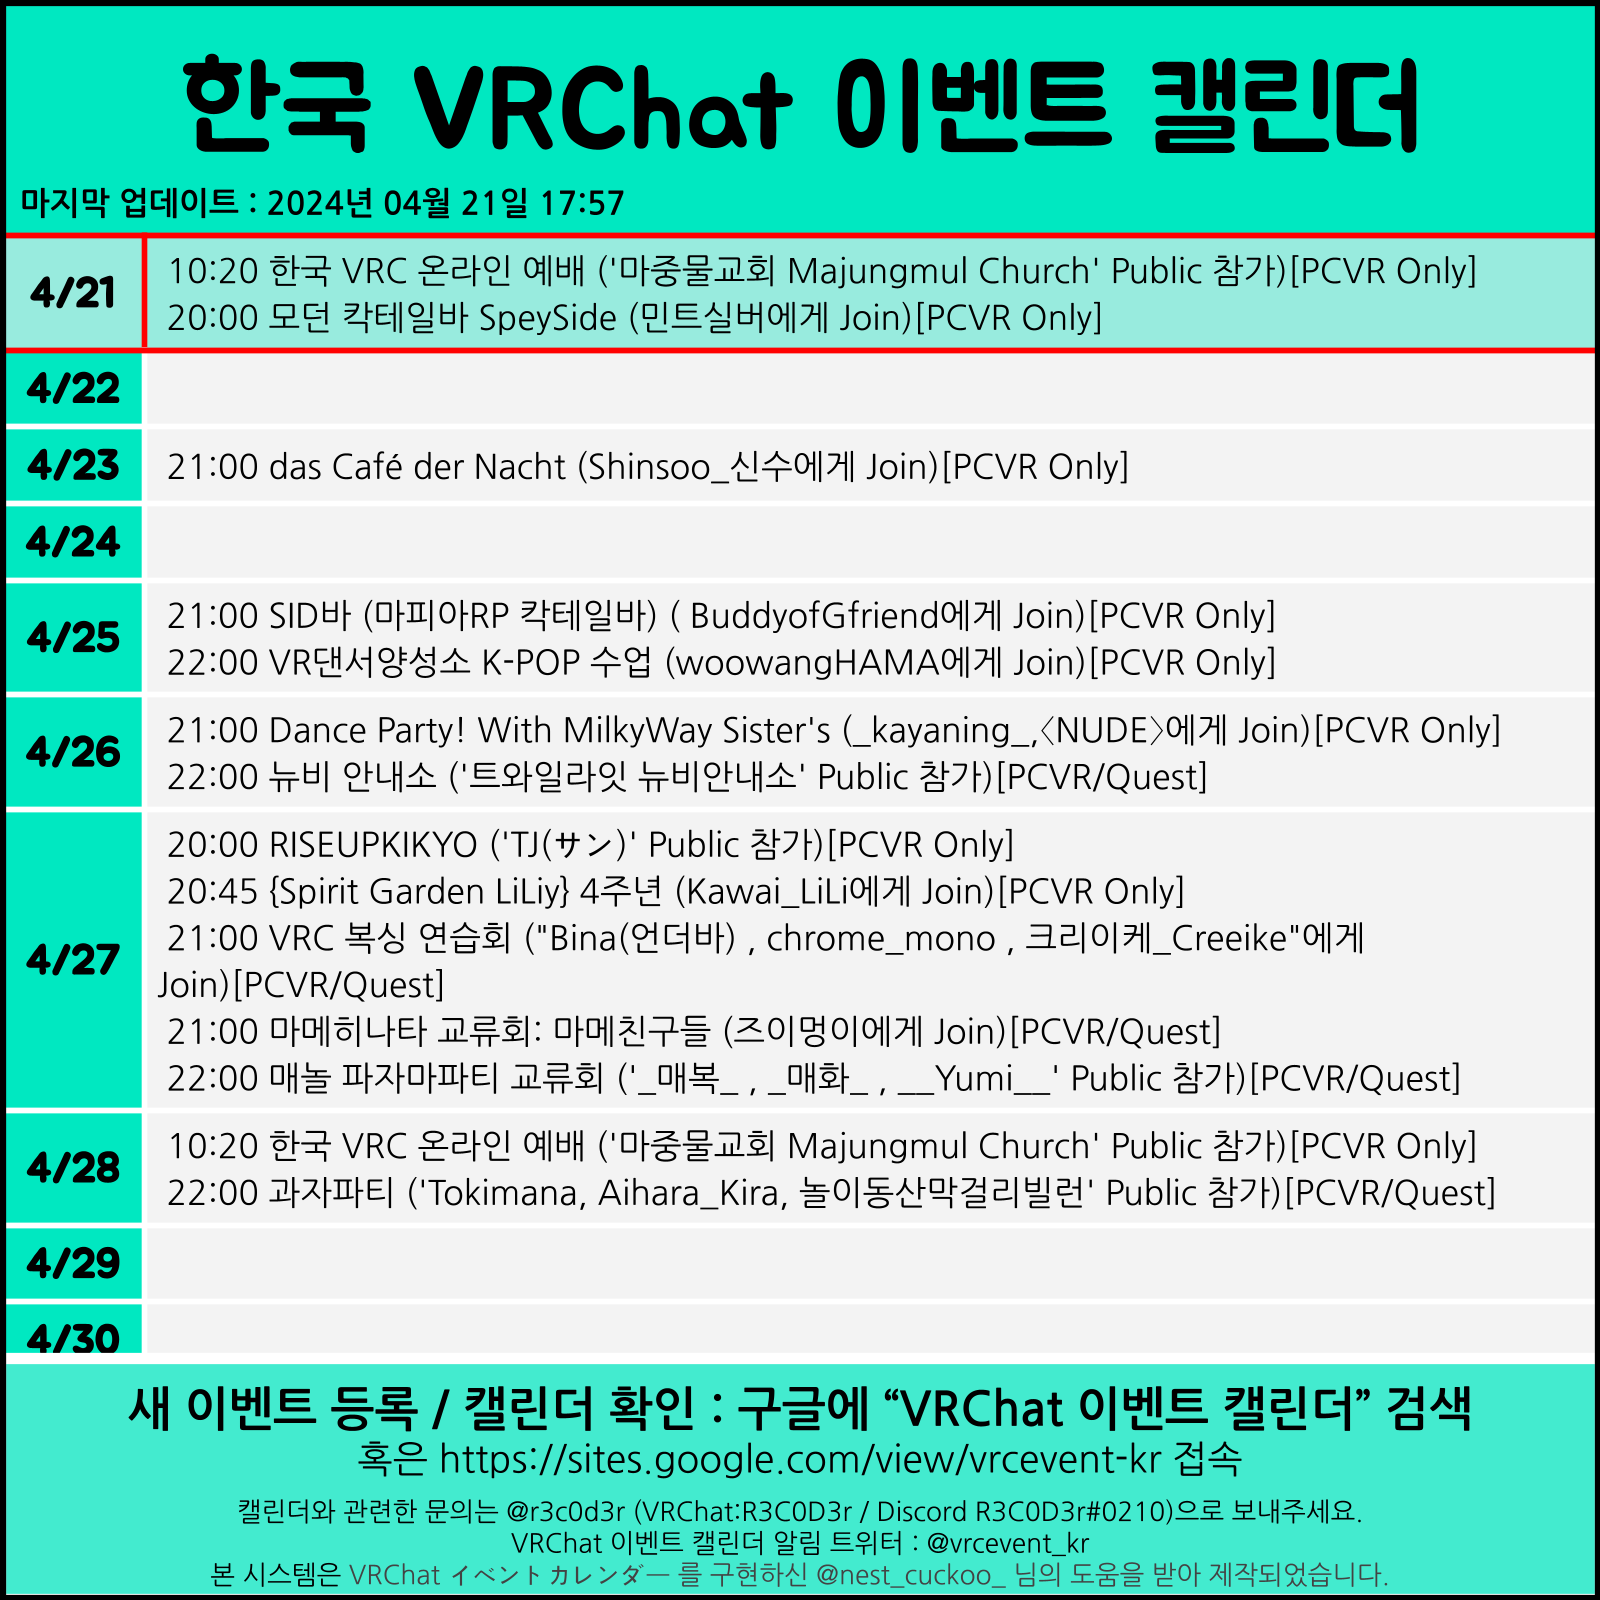 한국 VRChat 이벤트 캘린더
마지막 업데이트 : 2024년 04월 21일 17:57
4/21
10:20 한국 VRC 온라인 예배 ('마중물교회 Majungmul Church' Public 참가)[PCVR Only]
20:00 모던 칵테일바 SpeySide (민트실버에게 Join)[PCVR Only]
4/22
4/23
21:00 das Café der Nacht (Shinsoo_신수에게 Join)[PCVR Only]
4/24
4/25
21:00 SID바 (마피아RP 칵테일바) ( BuddyofGfriend에게 Join)[PCVR Only]
22:00 VR댄서양성소 K-POP 수업 (woowangHAMA에게 Join)[PCVR Only]
4/26
21:00 Dance Party! With MilkyWay Sister's (_kayaning_,〈NUDE〉에게 Join)[PCVR Only]
22:00 뉴비 안내소 ('트와일라잇 뉴비안내소' Public 참가)[PCVR/Quest]
4/27
20:00 RISEUPKIKYO ('TJ(サン)' Public 참가)[PCVR Only]
20:45 {Spirit Garden LiLiy} 4주년 (Kawai_LiLi에게 Join)[PCVR Only]
21:00 VRC 복싱 연습회 ("Bina(언더바) , chrome_mono , 크리이케_Creeike"에게
Join)[PCVR/Quest]
21:00 마메히나타 교류회: 마메친구들 (즈이멍이에게 Join)[PCVR/Quest]
22:00 매놀 파자마파티 교류회 ('_매복_ , _매화_ , __Yumi__' Public 참가)[PCVR/Quest]
4/28
10:20 한국 VRC 온라인 예배 ('마중물교회 Majungmul Church' Public 참가)[PCVR Only]
22:00 과자파티 ('Tokimana, Aihara_Kira, 놀이동산막걸리빌런' Public 참가)[PCVR/Quest]
4/29
4/30
새 이벤트 등록 / 캘린더 확인 : 구글에 “VRChat 이벤트 캘린더” 검색
혹은 https://sites.google.com/view/vrcevent-kr 접속
캘린더와 관련한 문의는 @r3c0d3r (VRChat:R3C0D3r / Discord R3C0D3r#0210)으로 보내주세요.
VRChat 이벤트 캘린더 알림 트위터 : @vrcevent_kr
본 시스템은 VRChat イベントカレンダー 를 구현하신 @nest_cuckoo_ 님의 도움을 받아 제작되었습니다.